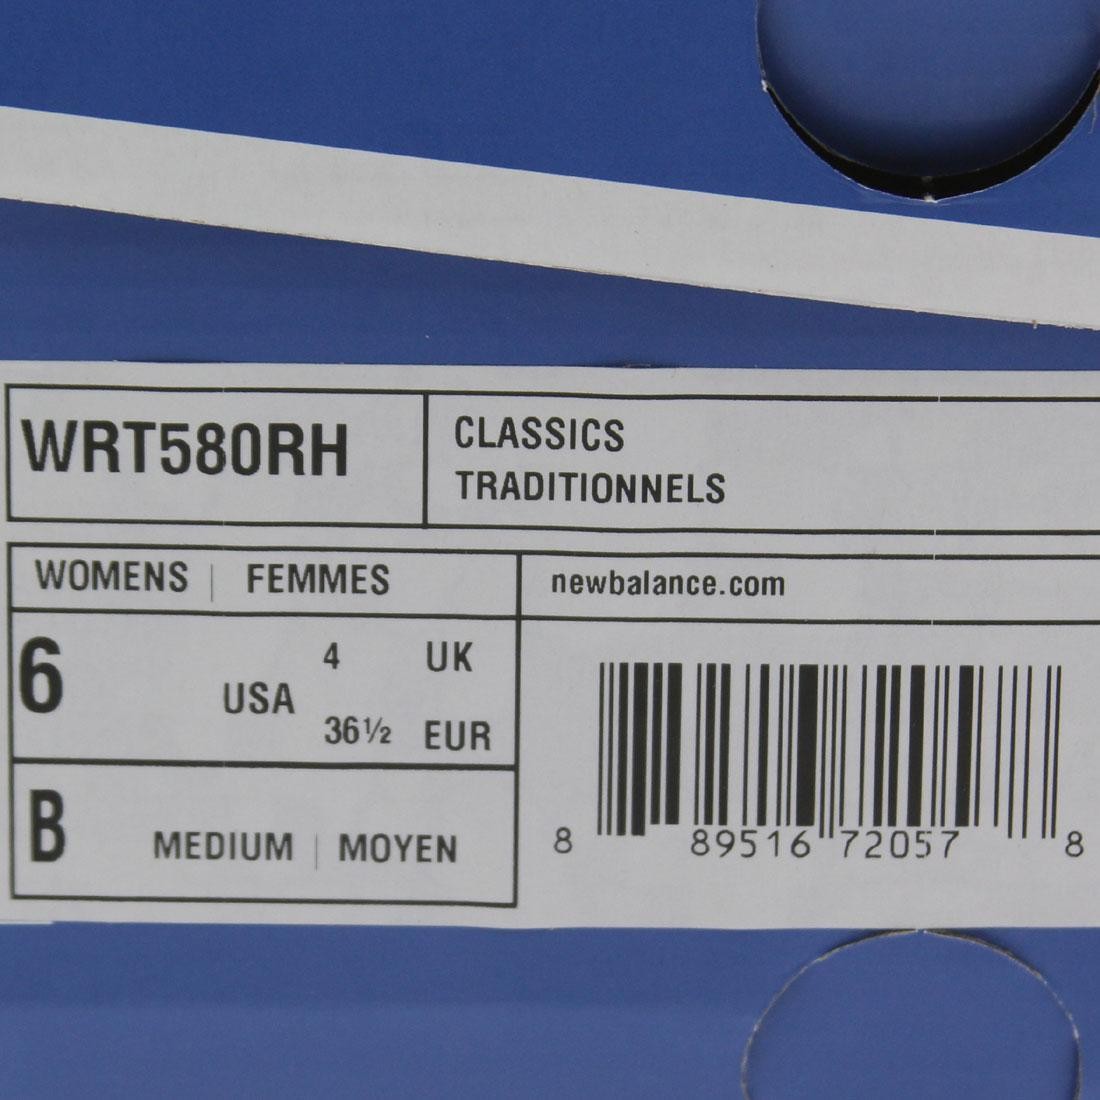 WRT580RH
CLASSICS
TRADITIONNELS
WOMENS | FEMMES
newbalance.com
6 USA
4 UK
36½ EUR
B MEDIUM | MOYEN
8 89516 72057 8